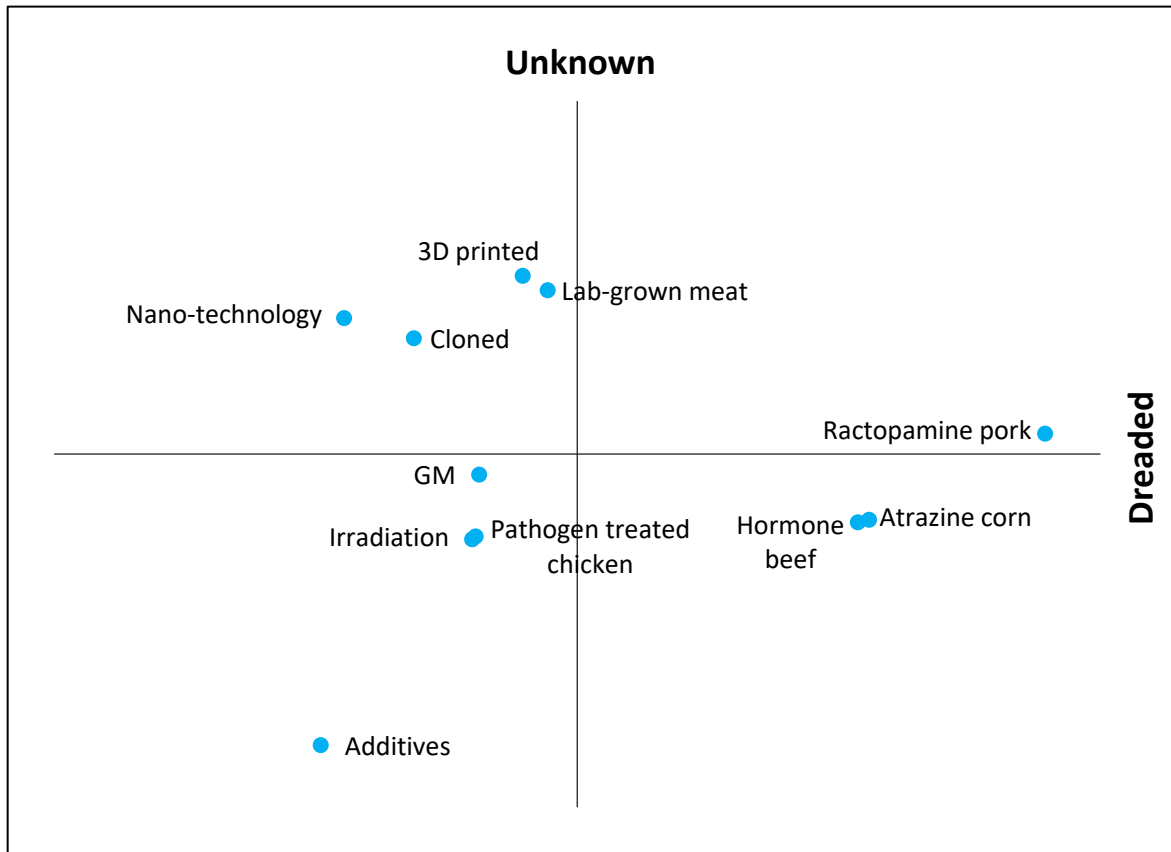 Unknown
3D printed
Lab-grown meat
Nano-technology
Cloned
Ractopamine pork
Dreaded
GM
Irradiation
Pathogen treated
chicken
Hormone
beef
Atrazine corn
Additives